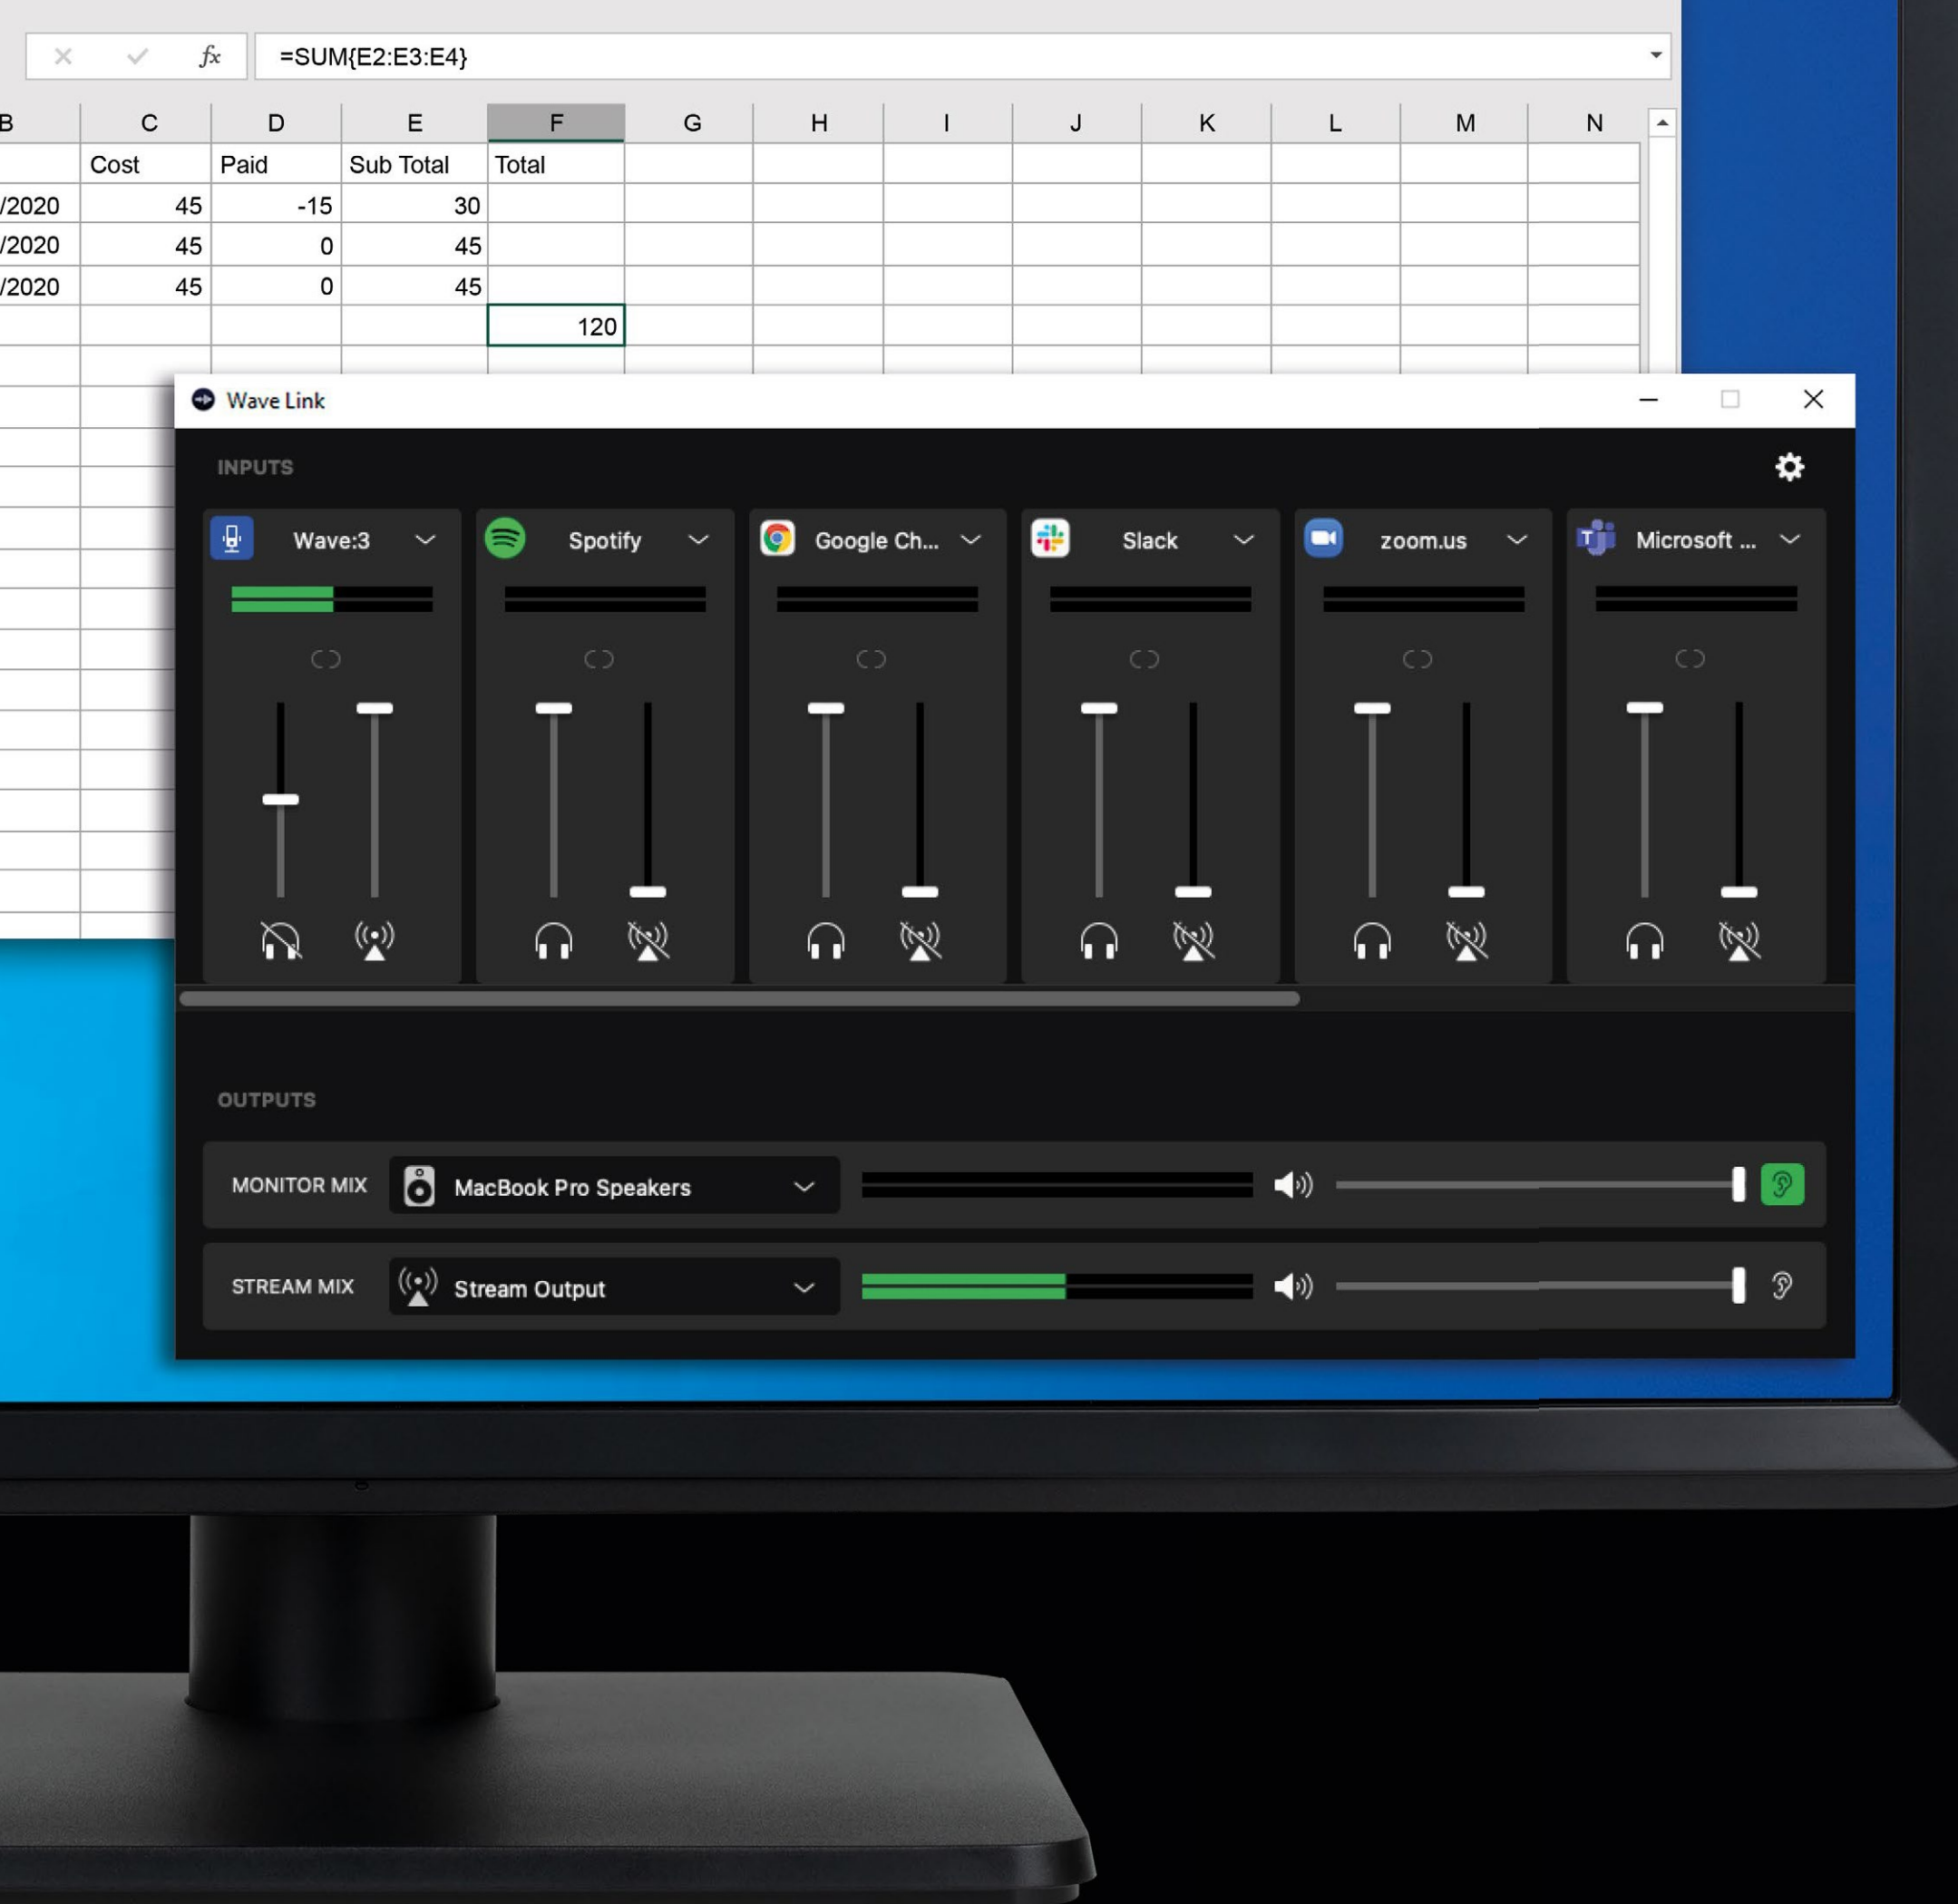 fx =SUM{E2:E3:E4}
B C D E F G H I J K L M N
Cost Paid Sub Total Total
/2020 45 -15 30
/2020 45 0 45
/2020 45 0 45
120
Wave Link
INPUTS
Wave:3 Spotify Google Ch... Slack zoom.us Microsoft ...
OUTPUTS
MONITOR MIX MacBook Pro Speakers
STREAM MIX Stream Output